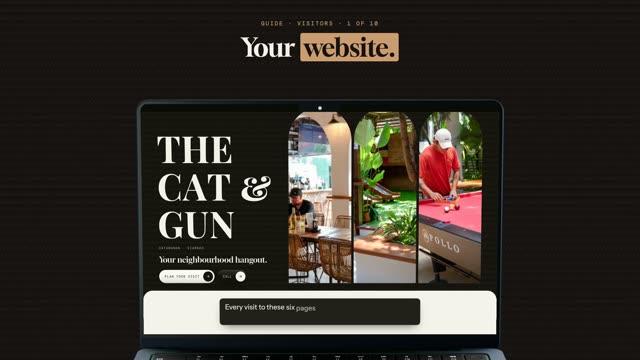 GUIDE · VISITORS · 1 OF 10
Your website.
THE
CAT &
GUN
Your neighbourhood hangout.
PLAN YOUR VISIT
CALL
APOLLO
Every visit to these six pages